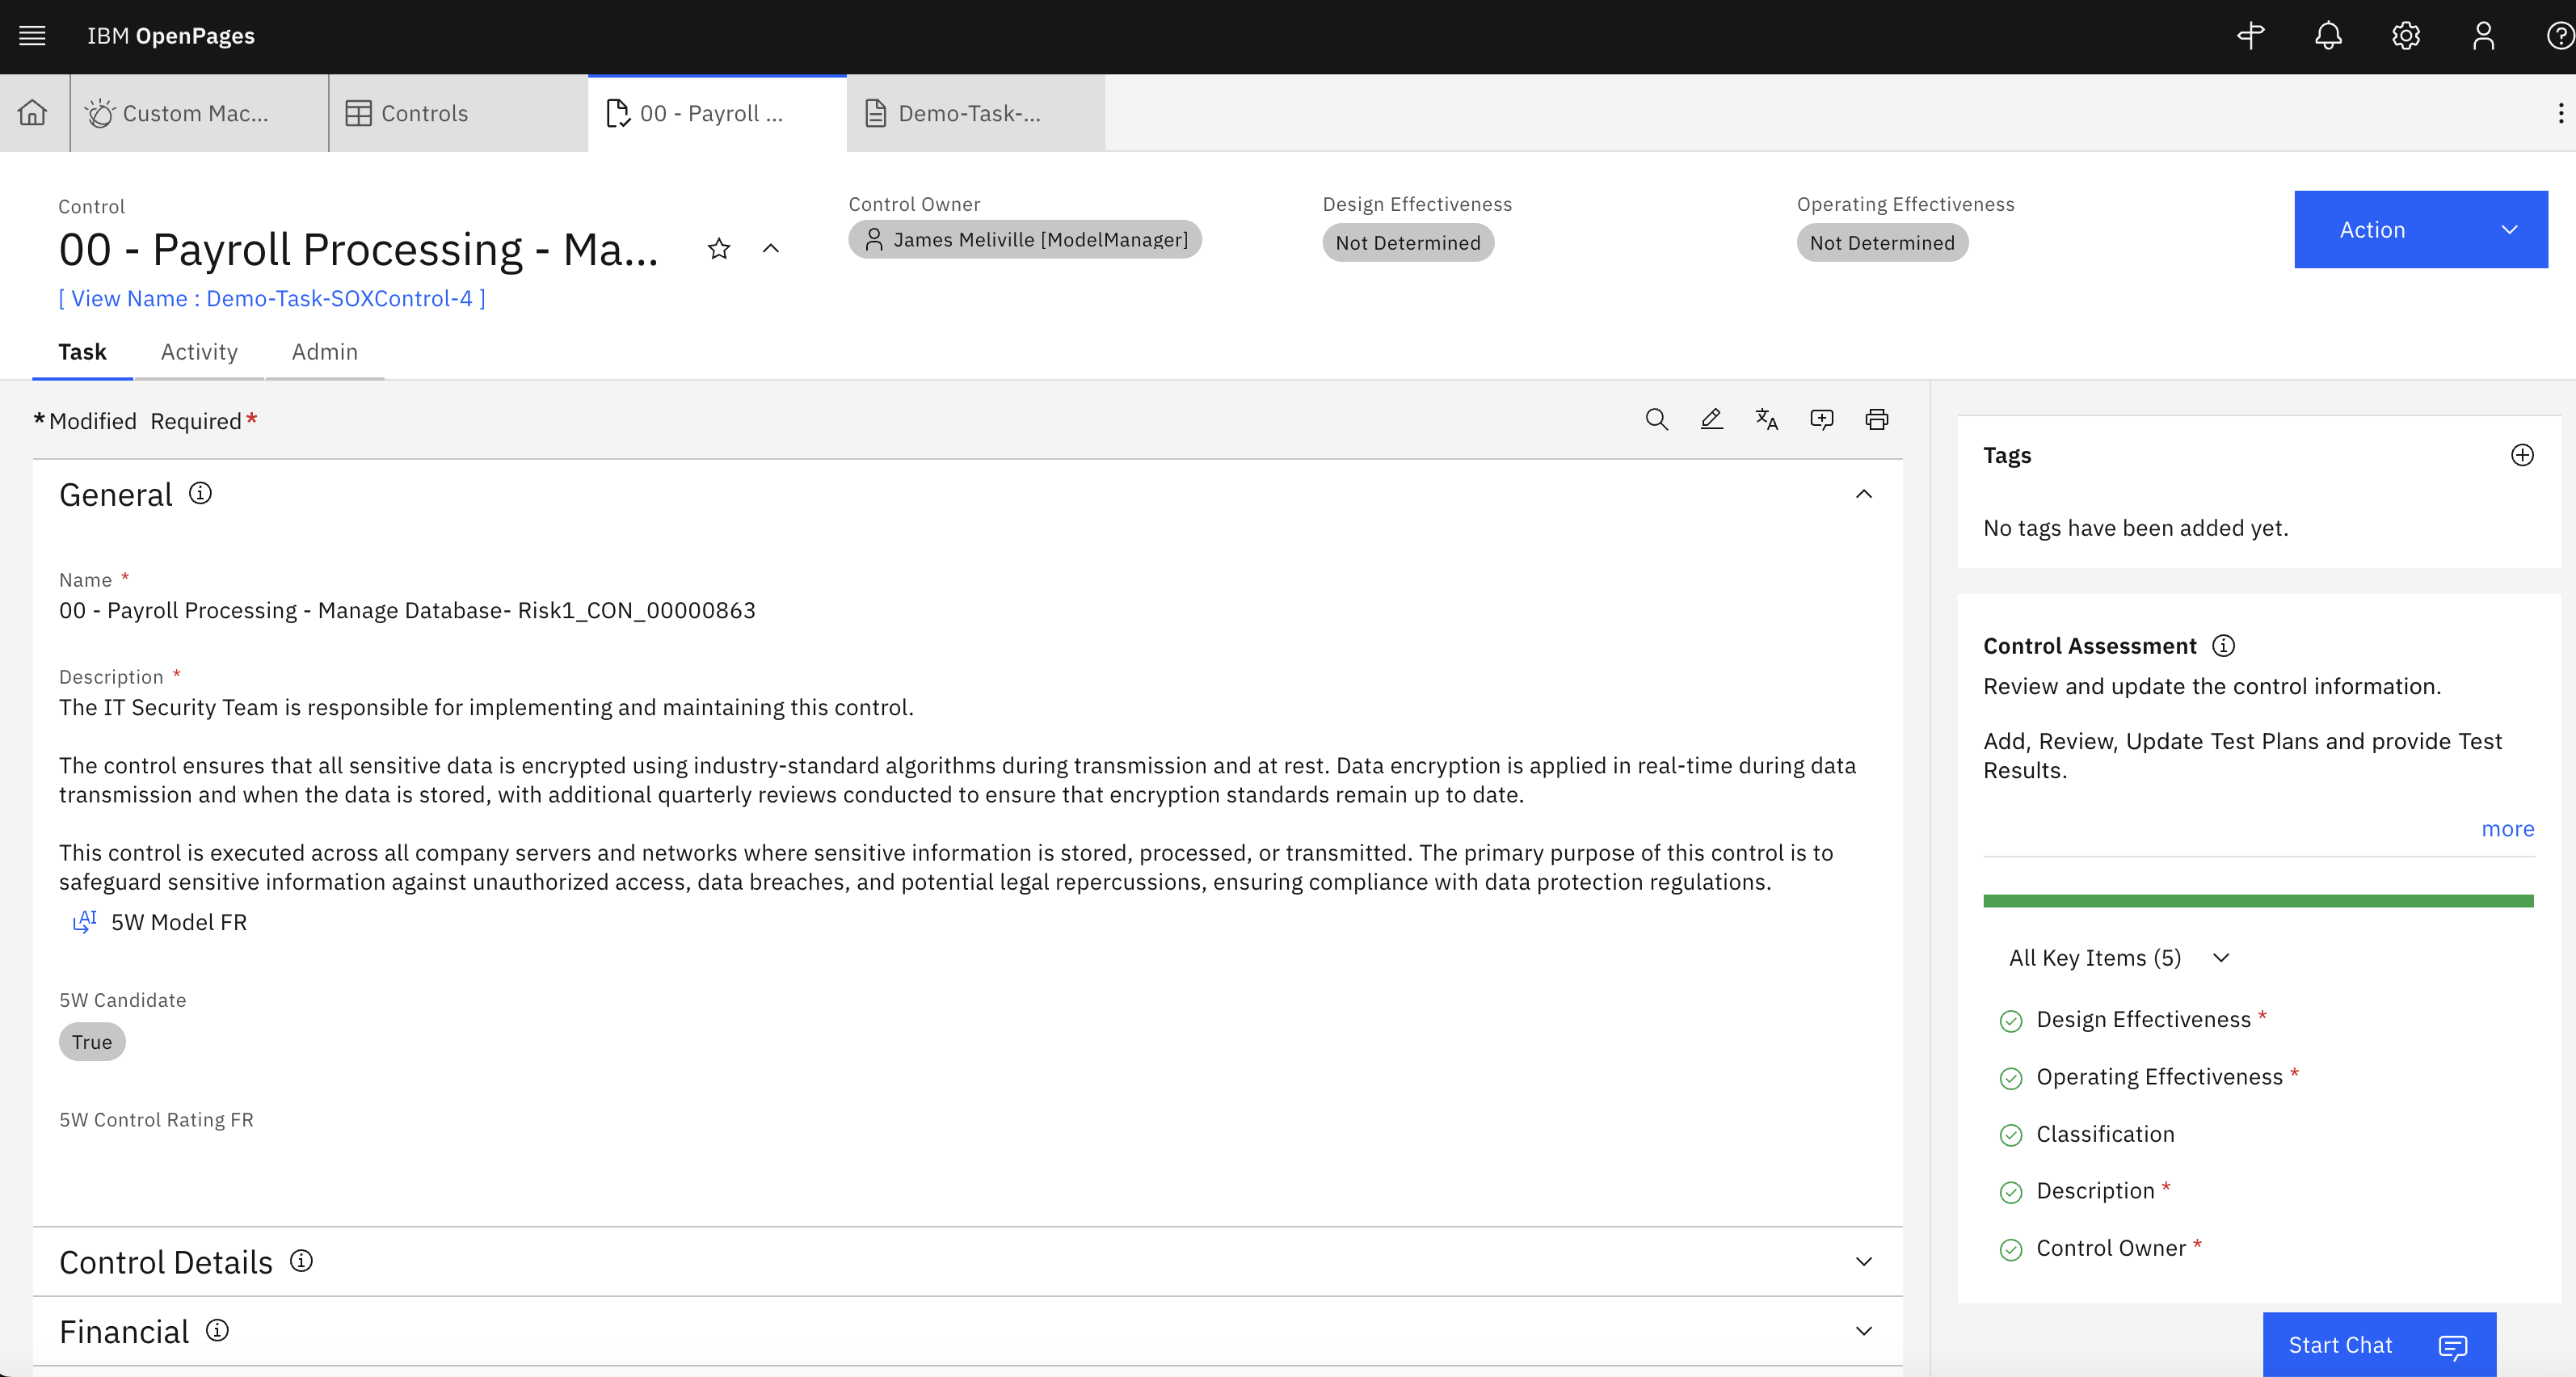 IBM OpenPages
Custom Mac...
Controls
00 - Payroll ...
Demo-Task-...
Control
00 - Payroll Processing - Ma...
[ View Name : Demo-Task-SOXControl-4 ]
Control Owner
James Meliville [ModelManager]
Design Effectiveness
Not Determined
Operating Effectiveness
Not Determined
Action
Task Activity Admin
*Modified Required*
General
Name *
00 - Payroll Processing - Manage Database- Risk1_CON_00000863
Description *
The IT Security Team is responsible for implementing and maintaining this control.
The control ensures that all sensitive data is encrypted using industry-standard algorithms during transmission and at rest. Data encryption is applied in real-time during data
transmission and when the data is stored, with additional quarterly reviews conducted to ensure that encryption standards remain up to date.
This control is executed across all company servers and networks where sensitive information is stored, processed, or transmitted. The primary purpose of this control is to
safeguard sensitive information against unauthorized access, data breaches, and potential legal repercussions, ensuring compliance with data protection regulations.
AI 5W Model FR
5W Candidate
True
5W Control Rating FR
Control Details
Financial
Tags
No tags have been added yet.
Control Assessment
Review and update the control information.
Add, Review, Update Test Plans and provide Test
Results.
more
All Key Items (5)
Design Effectiveness *
Operating Effectiveness *
Classification
Description *
Control Owner *
Start Chat